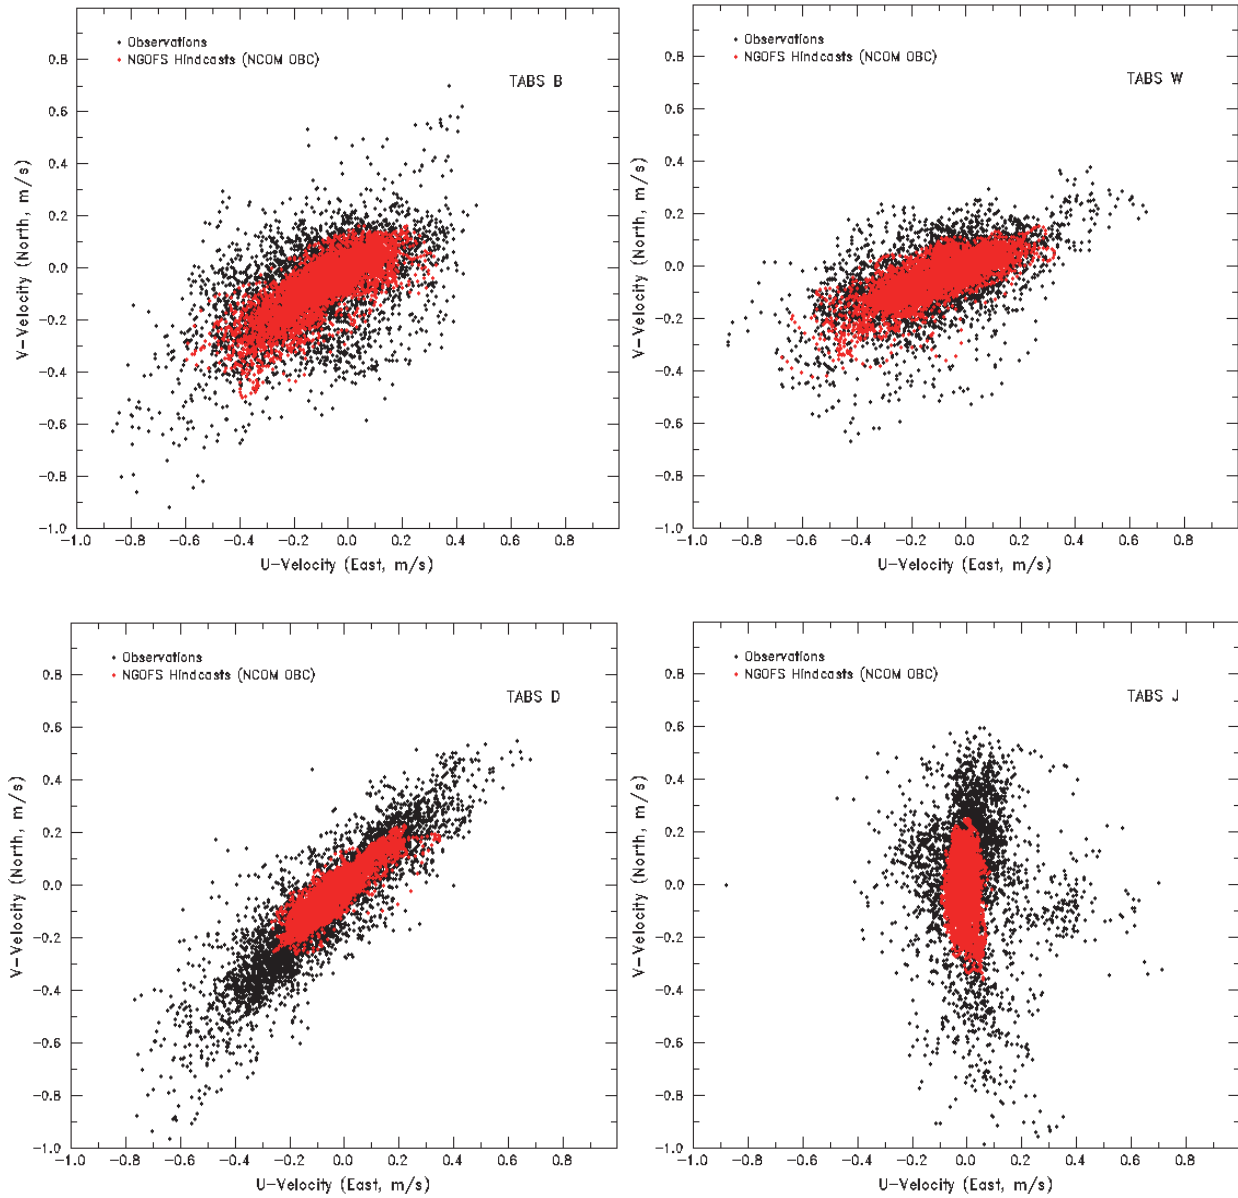 Observations
NGOFS Hindcasts (NCOM OBC)
TABS B
V-Velocity (North, m/s)
0.8
0.6
0.4
0.2
0.0
-0.2
-0.4
-0.6
-0.8
-1.0
-1.0 -0.8 -0.6 -0.4 -0.2 0.0 0.2 0.4 0.6 0.8
U-Velocity (East, m/s)
Observations
NGOFS Hindcasts (NCOM OBC)
TABS W
V-Velocity (North, m/s)
0.8
0.6
0.4
0.2
0.0
-0.2
-0.4
-0.6
-0.8
-1.0
-1.0 -0.8 -0.6 -0.4 -0.2 0.0 0.2 0.4 0.6 0.8
U-Velocity (East, m/s)
Observations
NGOFS Hindcasts (NCOM OBC)
TABS D
V-Velocity (North, m/s)
0.8
0.6
0.4
0.2
0.0
-0.2
-0.4
-0.6
-0.8
-1.0
-1.0 -0.8 -0.6 -0.4 -0.2 0.0 0.2 0.4 0.6 0.8
U-Velocity (East, m/s)
Observations
NGOFS Hindcasts (NCOM OBC)
TABS J
V-Velocity (North, m/s)
0.8
0.6
0.4
0.2
0.0
-0.2
-0.4
-0.6
-0.8
-1.0
-1.0 -0.8 -0.6 -0.4 -0.2 0.0 0.2 0.4 0.6 0.8
U-Velocity (East, m/s)